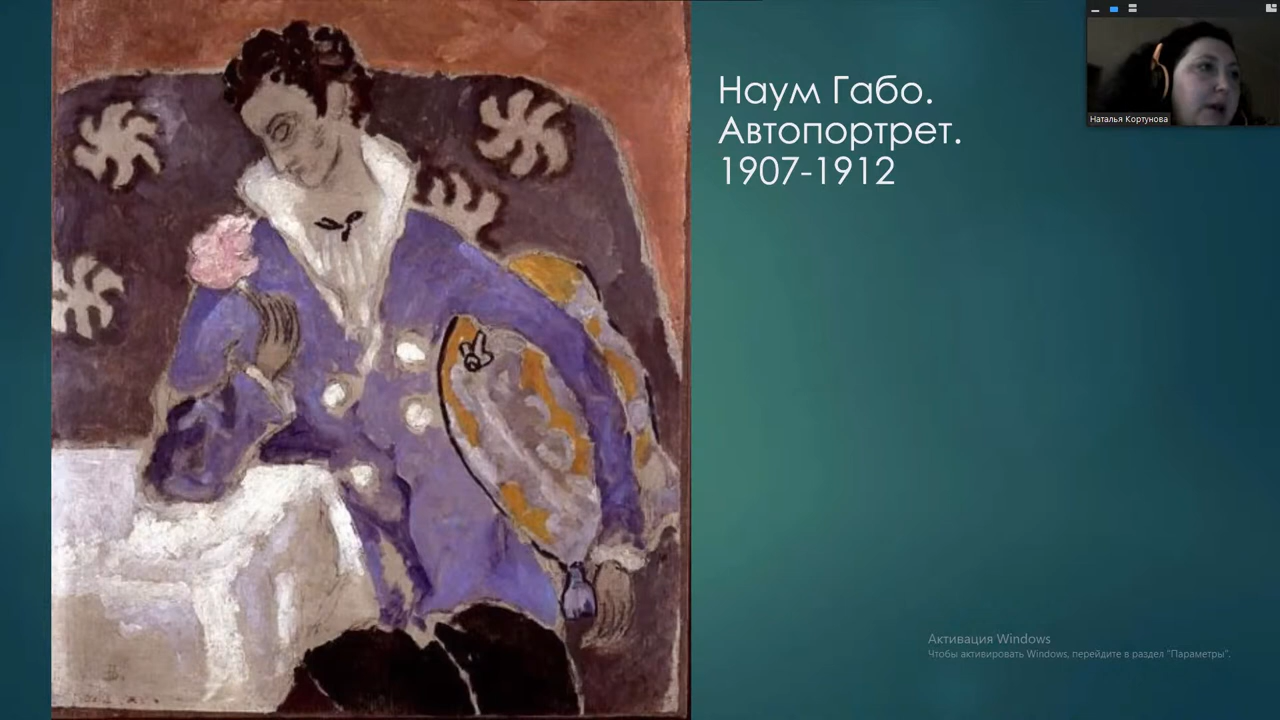 Наум Габо.
Автопортрет.
1907-1912
Наталья Кортунова
Активация Windows
Чтобы активировать Windows, перейдите в раздел "Параметры".